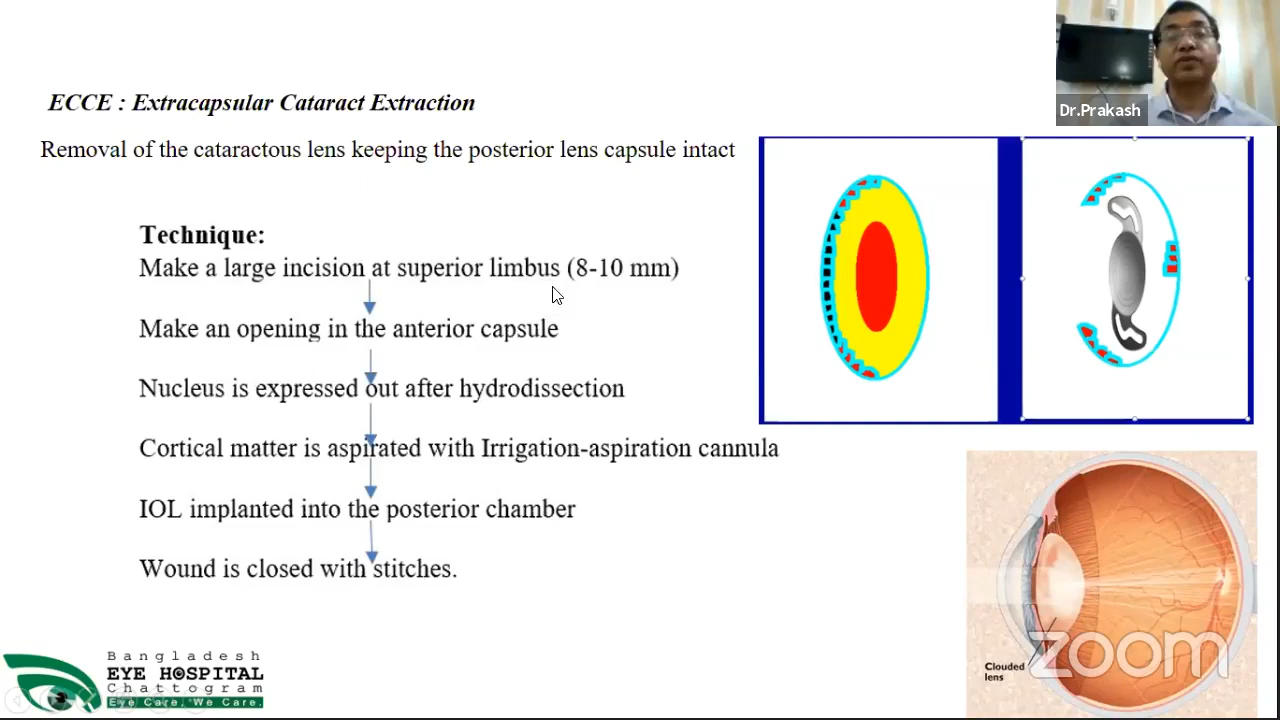 Dr.Prakash
ECCE : Extracapsular Cataract Extraction
Removal of the cataractous lens keeping the posterior lens capsule intact
Technique:
Make a large incision at superior limbus (8-10 mm)
Make an opening in the anterior capsule
Nucleus is expressed out after hydrodissection
Cortical matter is aspirated with Irrigation-aspiration cannula
IOL implanted into the posterior chamber
Wound is closed with stitches.
Clouded
lens
zoom
Bangladesh
EYE HOSPITAL
Chattogram
Eye Care, We Care.